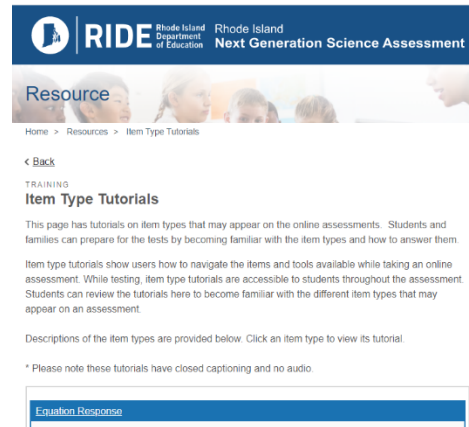 RIDE Rhode Island Department of Education
Rhode Island
Next Generation Science Assessment
Resource
Home > Resources > Item Type Tutorials
< Back
TRAINING
Item Type Tutorials
This page has tutorials on item types that may appear on the online assessments. Students and
families can prepare for the tests by becoming familiar with the item types and how to answer them.
Item type tutorials show users how to navigate the items and tools available while taking an online
assessment. While testing, item type tutorials are accessible to students throughout the assessment.
Students can review the tutorials here to become familiar with the different item types that may
appear on an assessment.
Descriptions of the item types are provided below. Click an item type to view its tutorial.
* Please note these tutorials have closed captioning and no audio.
Equation Response